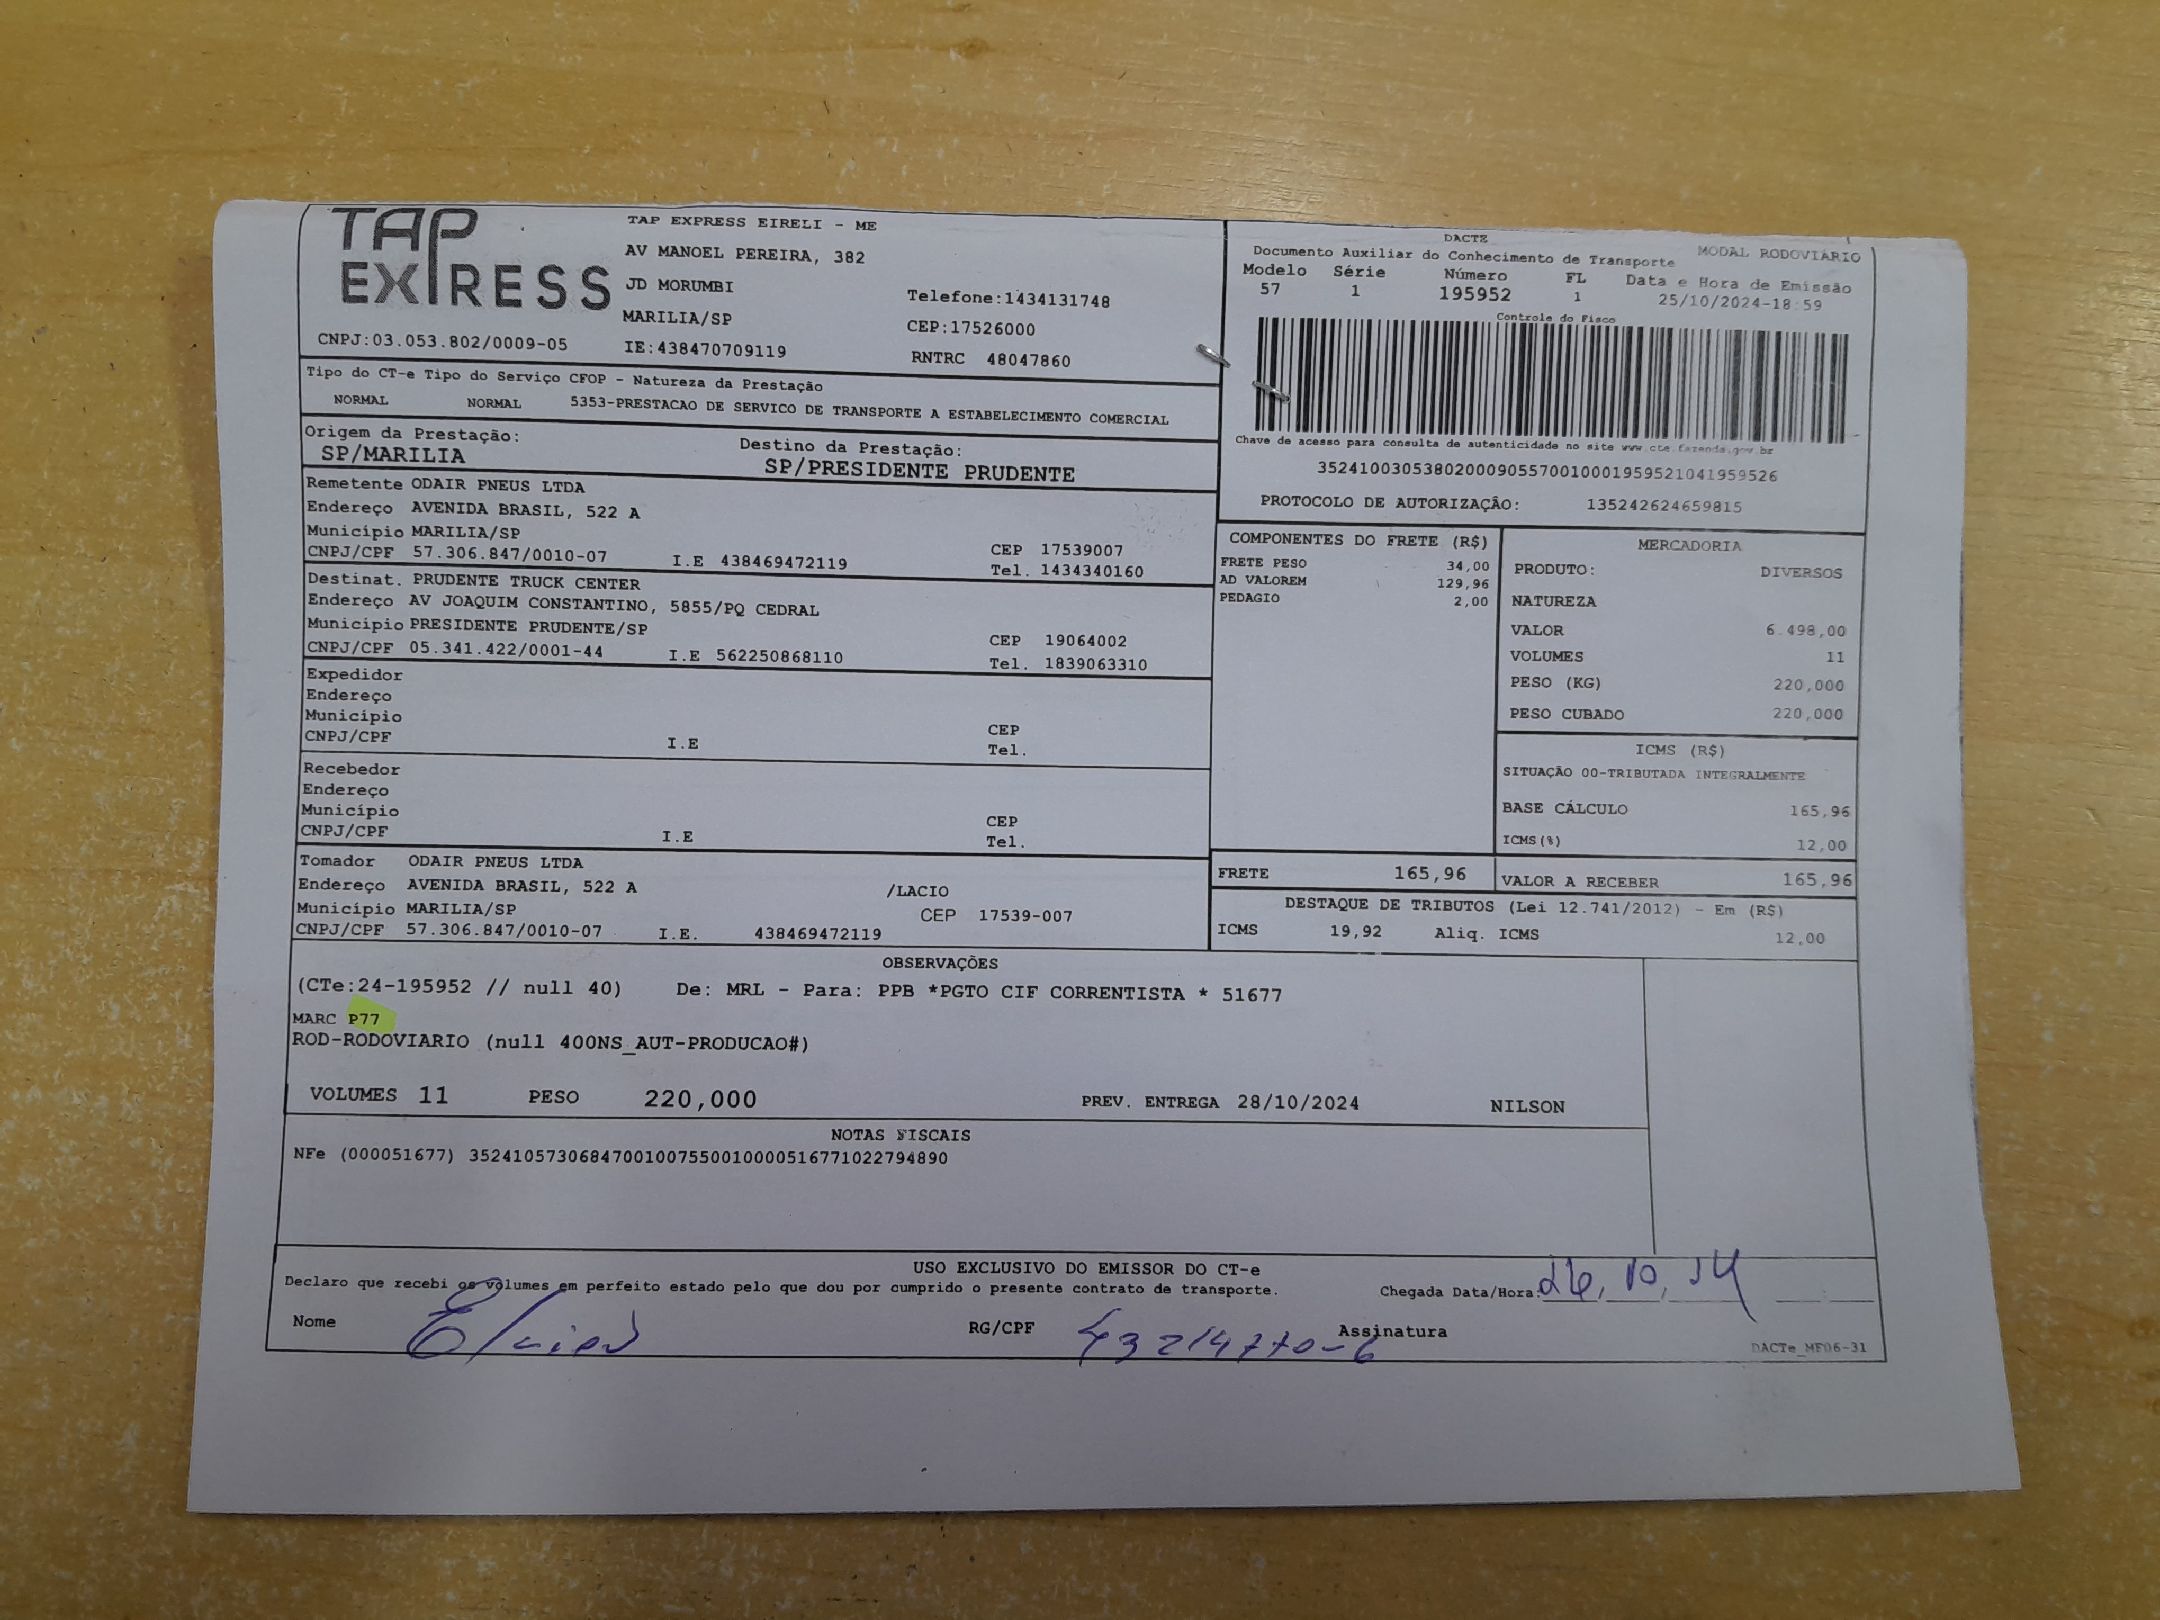 TAP EXPRESS
TAP EXPRESS EIRELI - ME
AV MANOEL PEREIRA, 382
JD MORUMBI
Telefone:1434131748
MARILIA/SP
CEP:17526000
CNPJ:03.053.802/0009-05
IE:438470709119
RNTRC 48047860
DACTE
MODAL RODOVIARIO
Documento Auxiliar do Conhecimento de Transporte
Modelo Série Número FL Data e Hora de Emissão
57 1 195952 1 25/10/2024-18:59
Controle do Fisco
Chave de acesso para consulta de autenticidade no site www.cte.fazenda.gov.br
35241003053802000905570010001959521041959526
PROTOCOLO DE AUTORIZAÇÂO: 135242624659815
Tipo do CT-e Tipo do Serviço CFOP - Natureza da Prestação
NORMAL NORMAL 5353-PRESTACAO DE SERVICO DE TRANSPORTE A ESTABELECIMENTO COMERCIAL
Origem da Prestação: Destino da Prestação:
SP/MARILIA SP/PRESIDENTE PRUDENTE
Remetente ODAIR PNEUS LTDA
Endereço AVENIDA BRASIL, 522 A
Município MARILIA/SP CEP 17539007
CNPJ/CPF 57.306.847/0010-07 I.E 438469472119 Tel. 1434340160
Destinat. PRUDENTE TRUCK CENTER
Endereço AV JOAQUIM CONSTANTINO, 5855/PQ CEDRAL
Município PRESIDENTE PRUDENTE/SP CEP 19064002
CNPJ/CPF 05.341.422/0001-44 I.E 562250868110 Tel. 1839063310
Expedidor
Endereço
Município CEP
CNPJ/CPF I.E Tel.
Recebedor
Endereço
Município CEP
CNPJ/CPF I.E Tel.
Tomador ODAIR PNEUS LTDA
Endereço AVENIDA BRASIL, 522 A /LACIO
Município MARILIA/SP CEP 17539-007
CNPJ/CPF 57.306.847/0010-07 I.E. 438469472119
COMPONENTES DO FRETE (R$)
FRETE PESO 34,00
AD VALOREM 129,96
PEDAGIO 2,00
MERCADORIA
PRODUTO: DIVERSOS
NATUREZA
VALOR 6.498,00
VOLUMES 11
PESO (KG) 220,000
PESO CUBADO 220,000
ICMS (R$)
SITUAÇÃO 00-TRIBUTADA INTEGRALMENTE
BASE CÁLCULO 165,96
ICMS(%) 12,00
FRETE 165,96 VALOR A RECEBER 165,96
DESTAQUE DE TRIBUTOS (Lei 12.741/2012) - Em (R$)
ICMS 19,92 Aliq. ICMS 12,00
OBSERVAÇÕES
(CTe:24-195952 // null 40) De: MRL - Para: PPB *PGTO CIF CORRENTISTA * 51677
MARC P77
ROD-RODOVIARIO (null 400NS_AUT-PRODUCAO#)
VOLUMES 11 PESO 220,000 PREV. ENTREGA 28/10/2024 NILSON
NOTAS FISCAIS
NFe (000051677) 35241057306847001007550010000516771022794890
USO EXCLUSIVO DO EMISSOR DO CT-e
Declaro que recebi os volumes em perfeito estado pelo que dou por cumprido o presente contrato de transporte.
Chegada Data/Hora:
Nome RG/CPF 43214770-6 Assinatura
DACTe_MF06-31